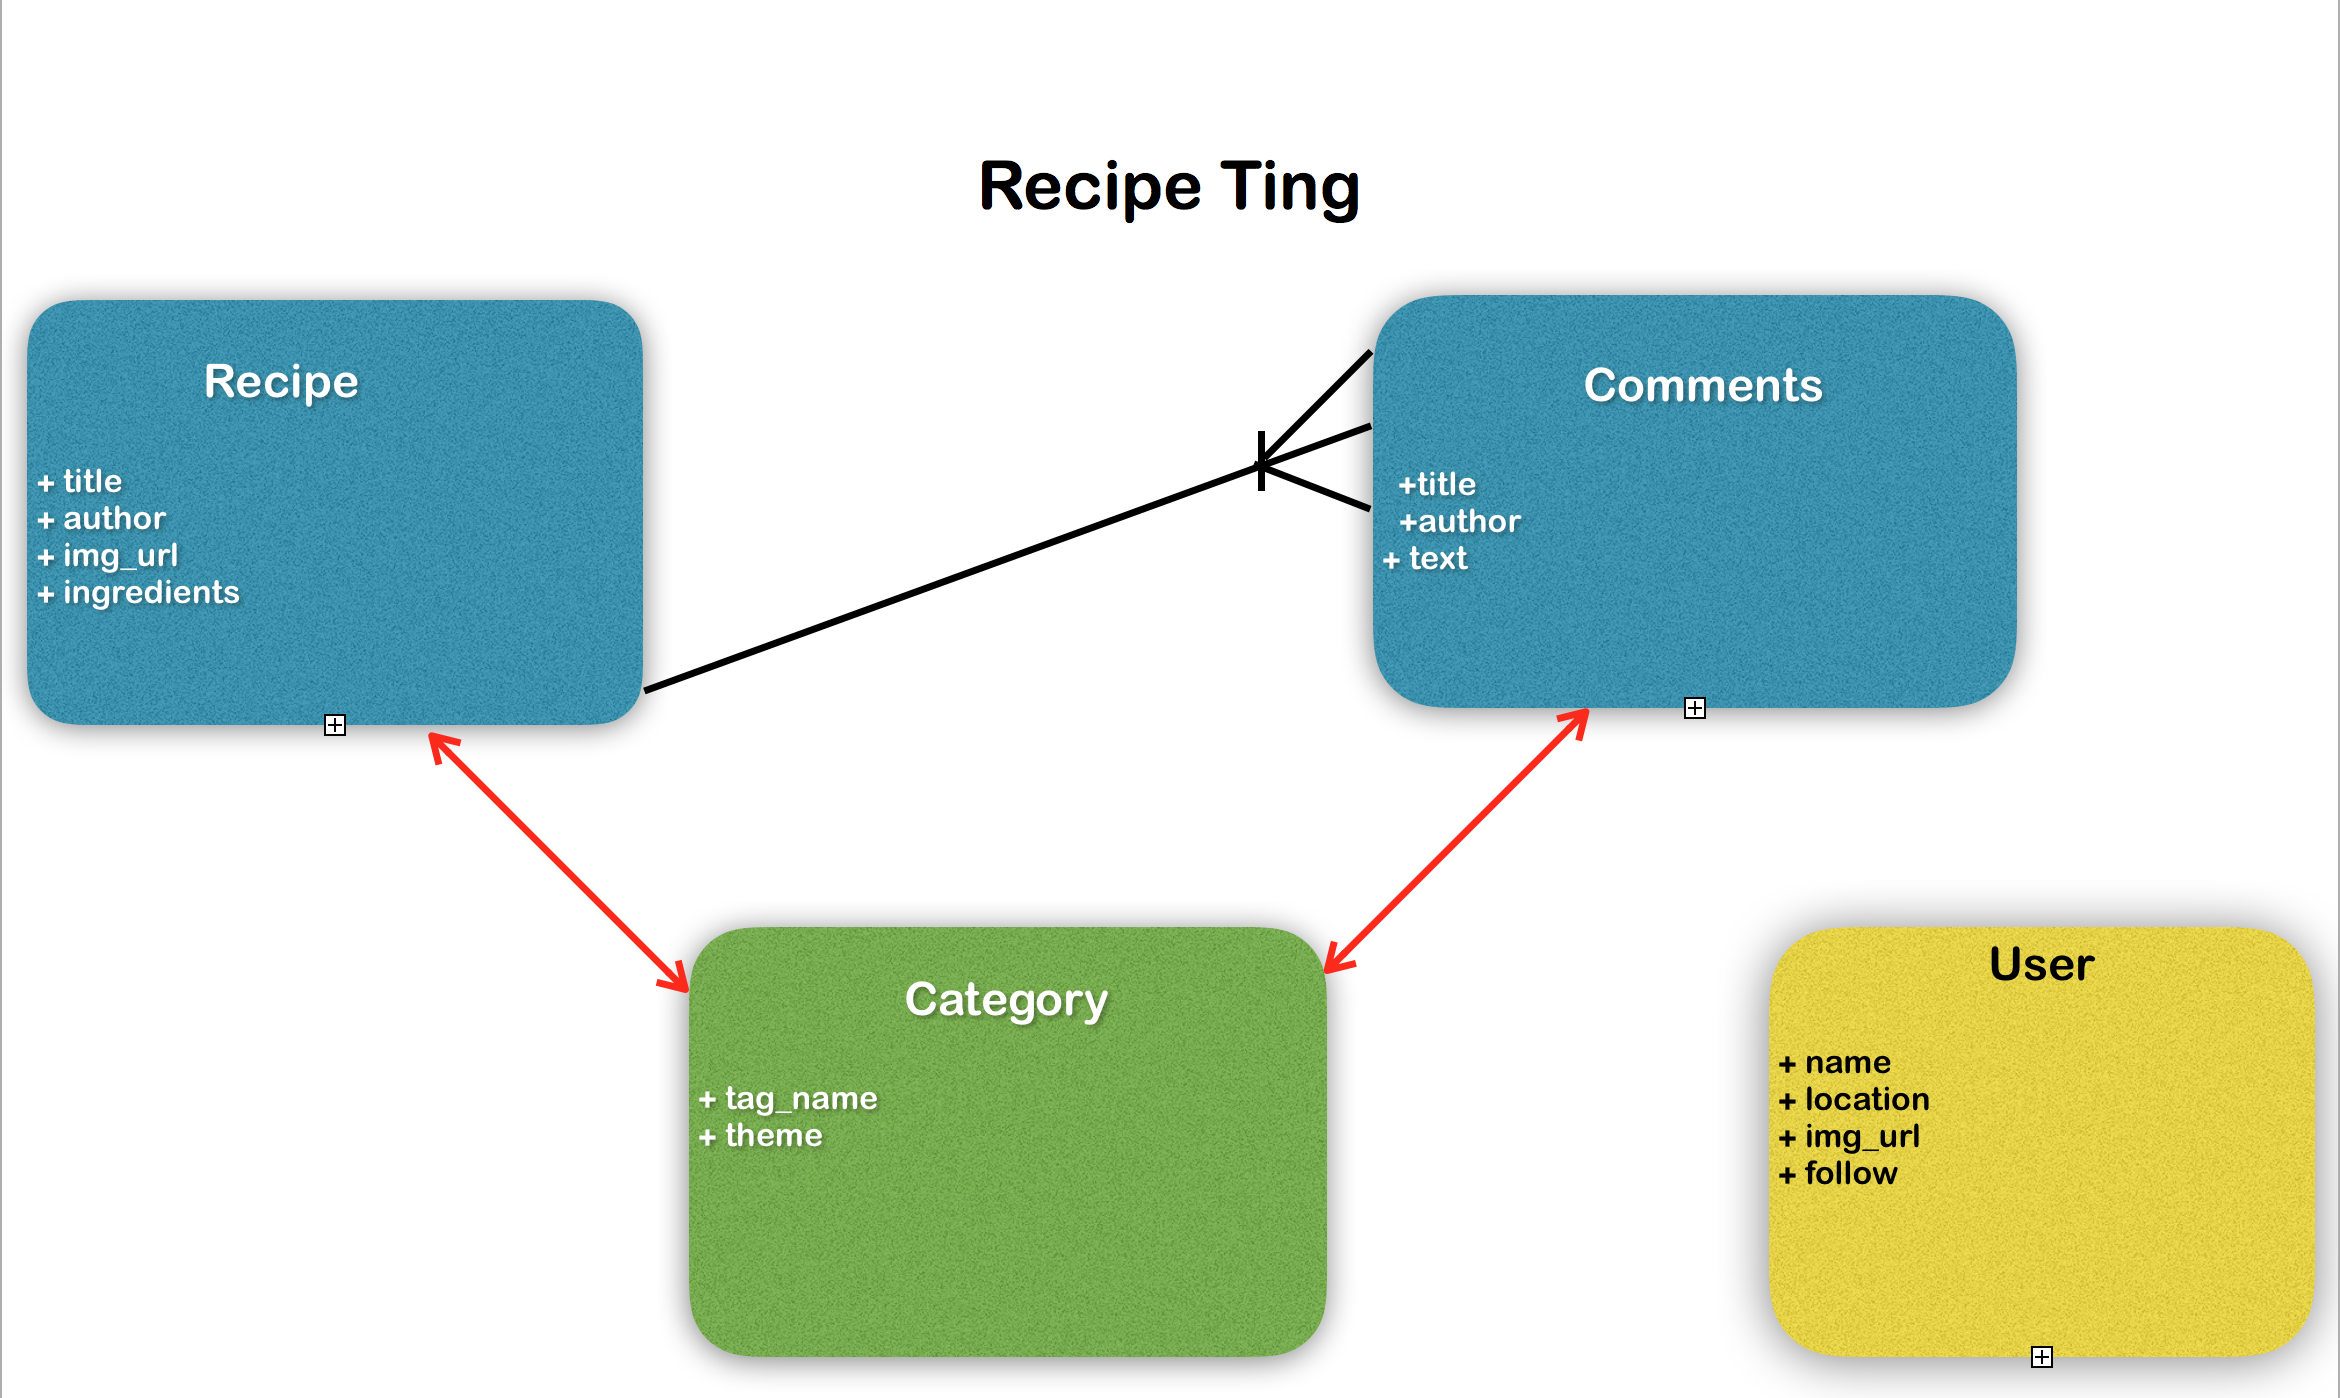 Recipe Ting
Recipe
+ title
+ author
+ img_url
+ ingredients
Comments
+title
+author
+ text
Category
+ tag_name
+ theme
User
+ name
+ location
+ img_url
+ follow